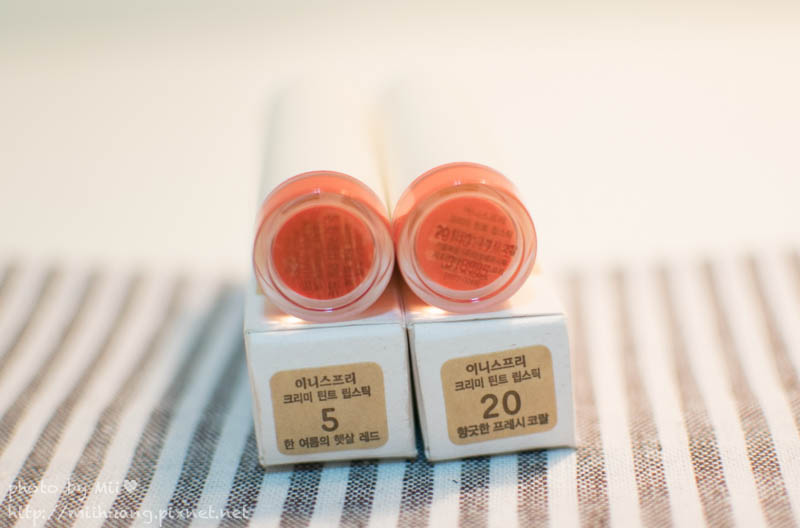 이니스프리
크리미 틴트 립스틱
5
한 여름의 햇살 레드
이니스프리
크리미 틴트 립스틱
20
향긋한 프레시 코랄
photo by Mii♥
http://miihuang.pixnet.net